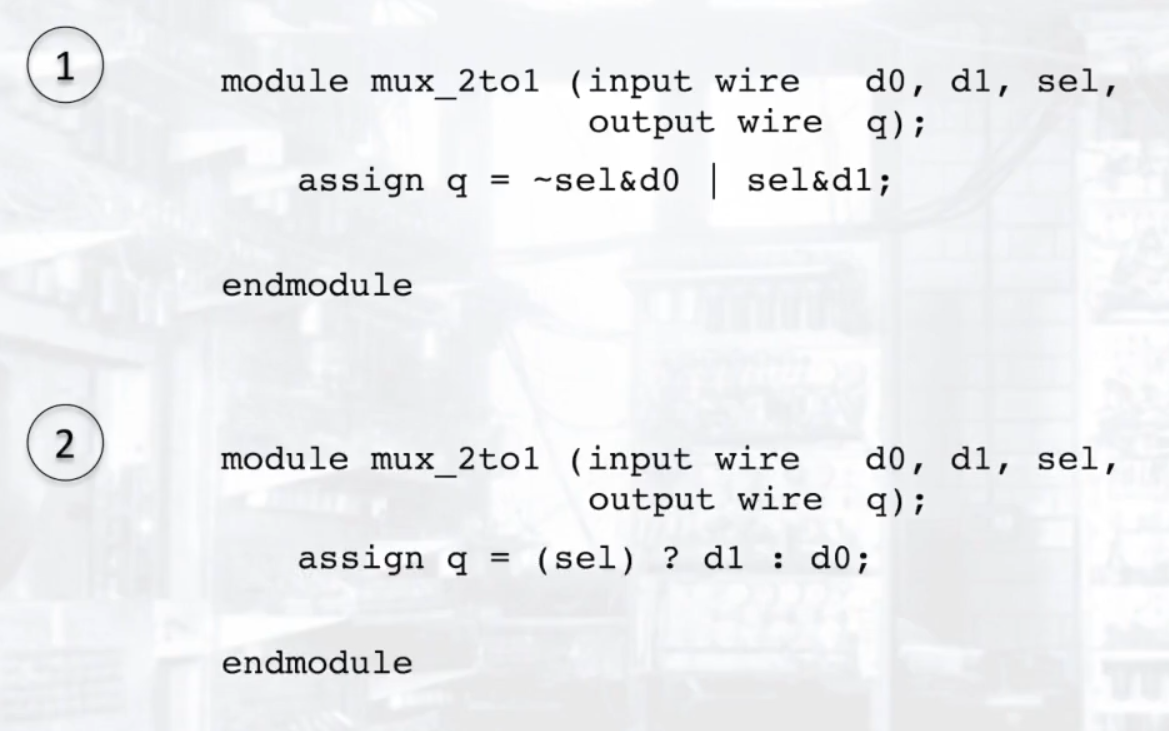 1
module mux_2to1 (input wire d0, d1, sel,
output wire q);
assign q = ~sel&d0 | sel&d1;
endmodule
2
module mux_2to1 (input wire d0, d1, sel,
output wire q);
assign q = (sel) ? d1 : d0;
endmodule